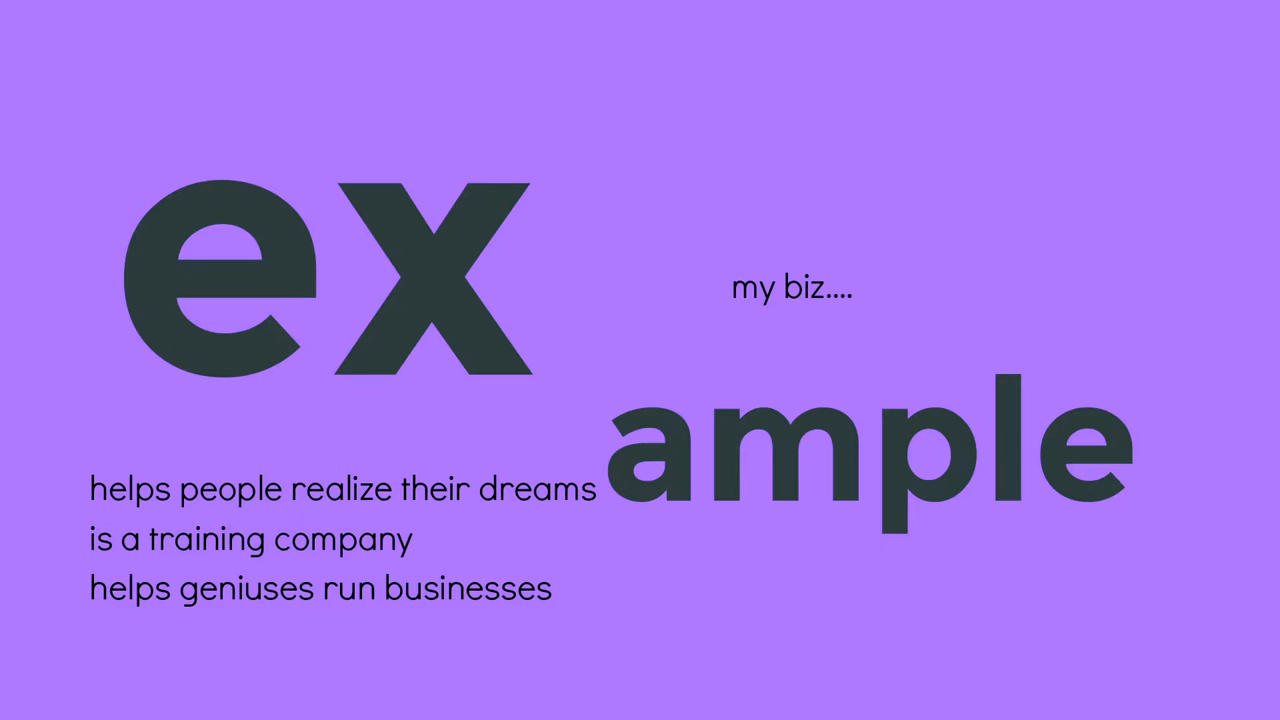 ex
my biz....
ample
helps people realize their dreams
is a training company
helps geniuses run businesses